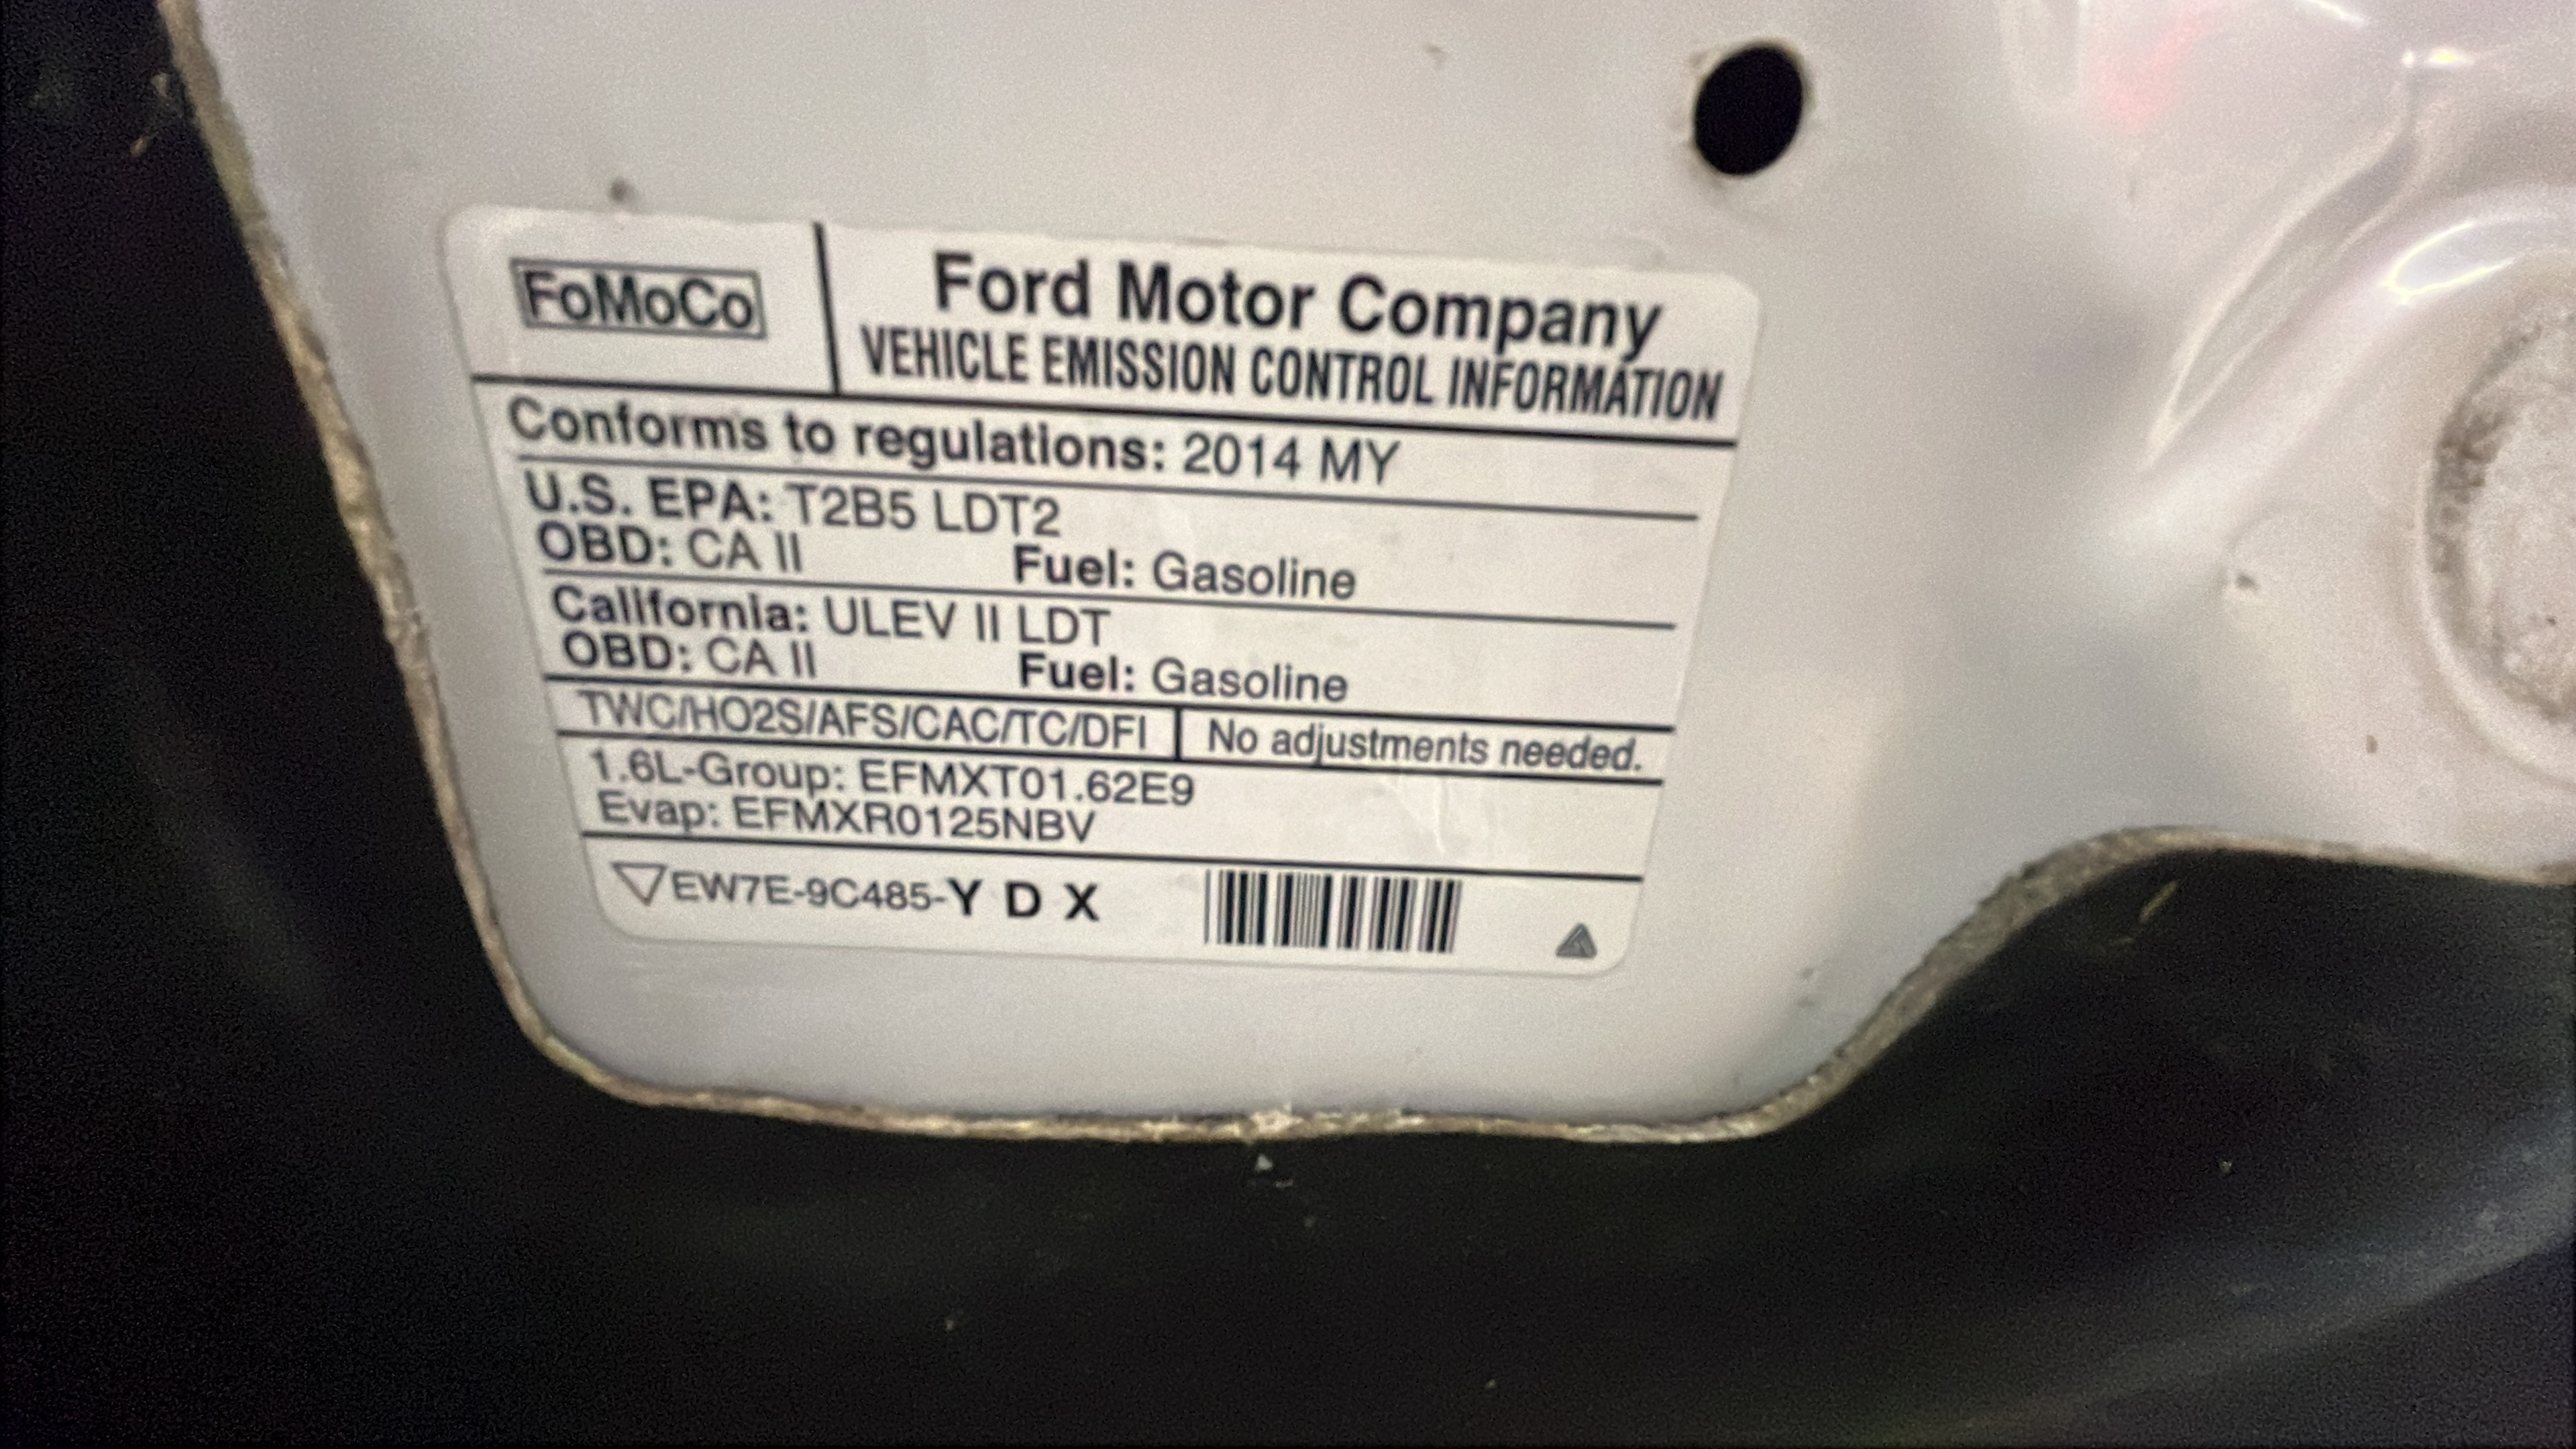 FoMoCo
Ford Motor Company
VEHICLE EMISSION CONTROL INFORMATION
Conforms to regulations: 2014 MY
U.S. EPA: T2B5 LDT2
OBD: CA II Fuel: Gasoline
California: ULEV II LDT
OBD: CA II Fuel: Gasoline
TWC/HO2S/AFS/CAC/TC/DFI No adjustments needed.
1.6L-Group: EFMXT01.62E9
Evap: EFMXR0125NBV
EW7E-9C485-Y D X